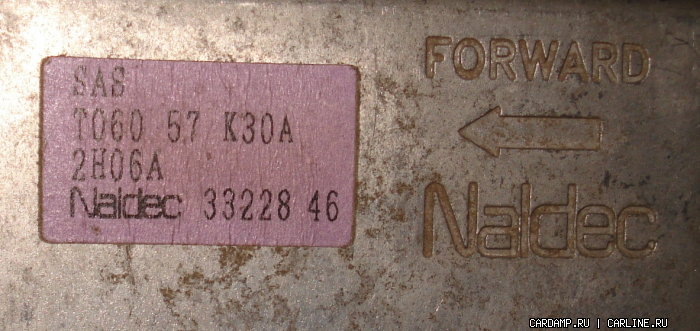 SAS
T060 57 K30A
2H06A
Naldec 33228 46
FORWARD
Naldec
CARDAMP.RU | CARLINE.RU